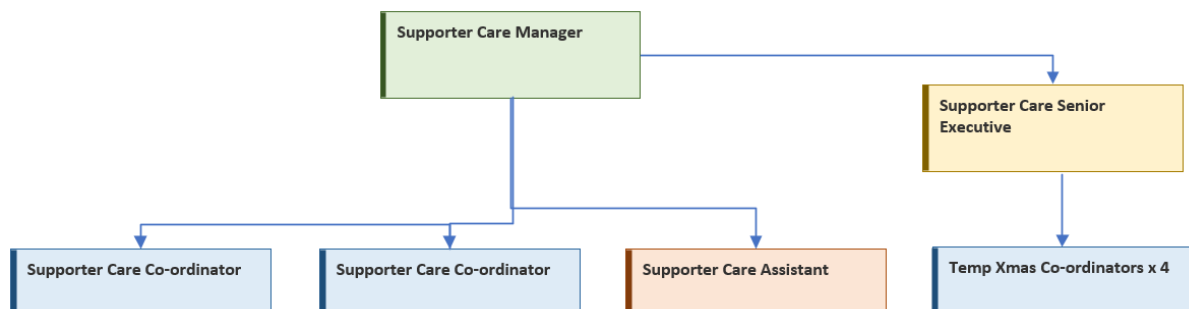 Supporter Care Manager
Supporter Care Senior
Executive
Supporter Care Co-ordinator
Supporter Care Co-ordinator
Supporter Care Assistant
Temp Xmas Co-ordinators x 4